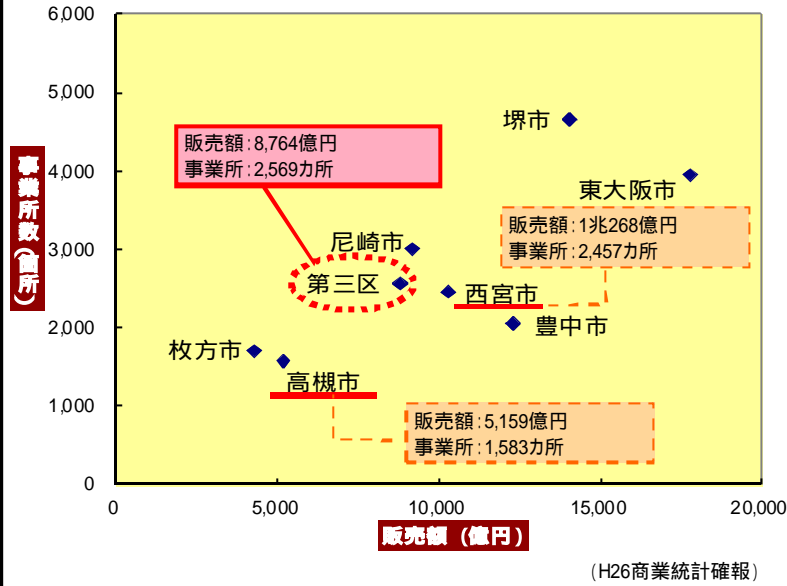 6,000
5,000
4,000
3,000
2,000
1,000
0
事業所数(箇所)
堺市
販売額:8,764億円
事業所:2,569カ所
東大阪市
販売額:1兆268億円
事業所:2,457カ所
尼崎市
第三区
西宮市
豊中市
枚方市
高槻市
販売額:5,159億円
事業所:1,583カ所
0
5,000
10,000
15,000
20,000
販売額(億円)
(H26商業統計確報)